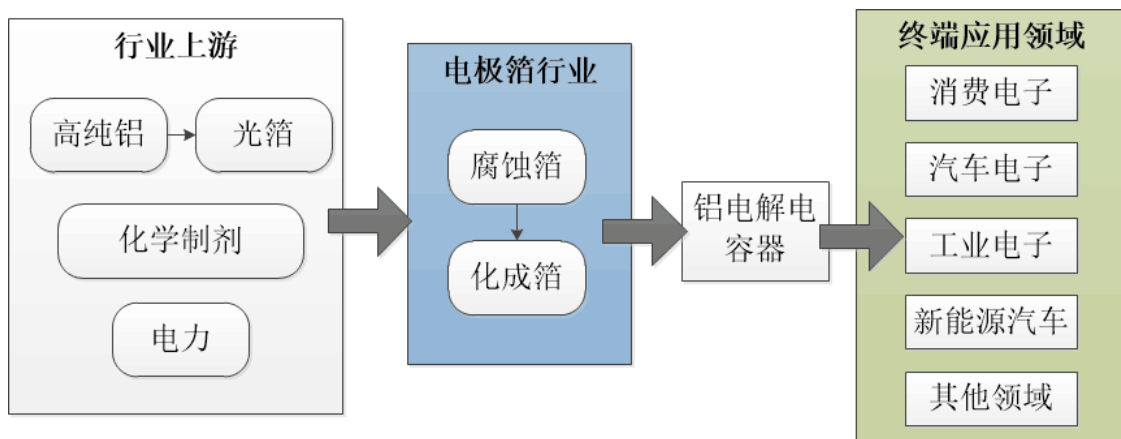 行业上游
高纯铝
光箔
化学制剂
电力
电极箔行业
腐蚀箔
化成箔
铝电解电
容器
终端应用领域
消费电子
汽车电子
工业电子
新能源汽车
其他领域